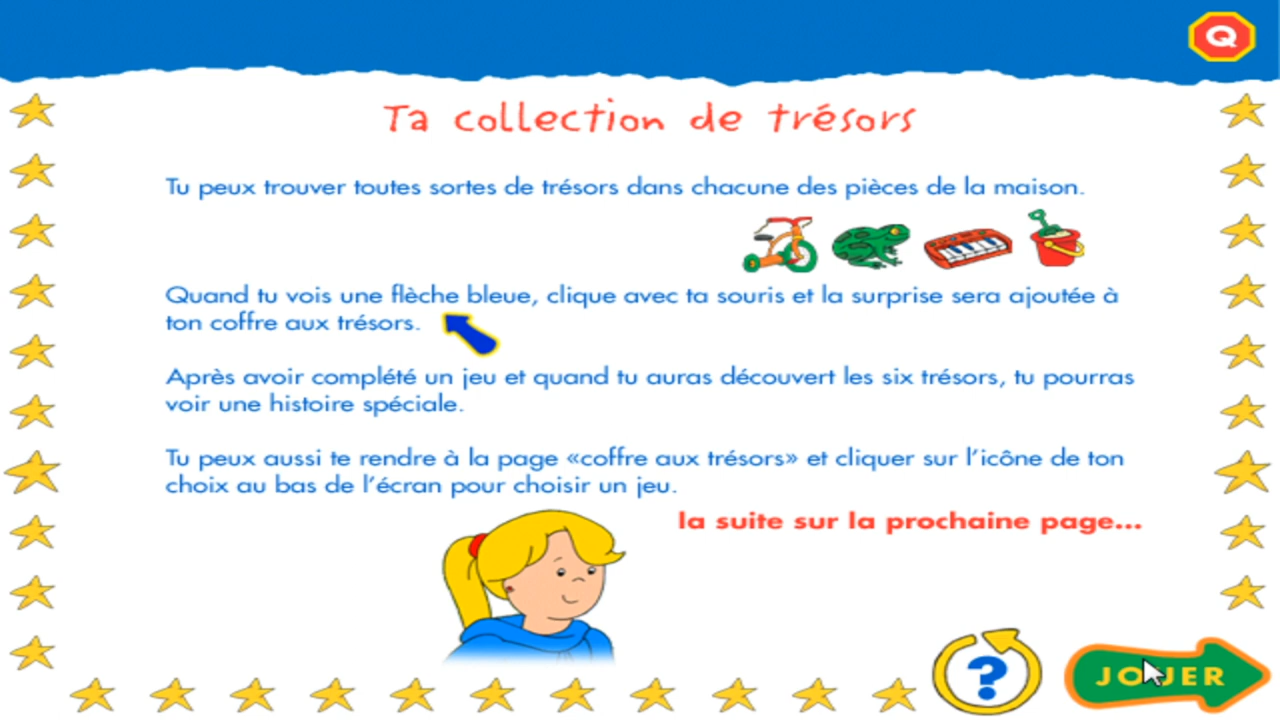 Q
Ta collection de trésors
Tu peux trouver toutes sortes de trésors dans chacune des pièces de la maison.
Quand tu vois une flèche bleue, clique avec ta souris et la surprise sera ajoutée à
ton coffre aux trésors.
Après avoir complété un jeu et quand tu auras découvert les six trésors, tu pourras
voir une histoire spéciale.
Tu peux aussi te rendre à la page «coffre aux trésors» et cliquer sur l'icône de ton
choix au bas de l'écran pour choisir un jeu.
la suite sur la prochaine page...
?
JOUER